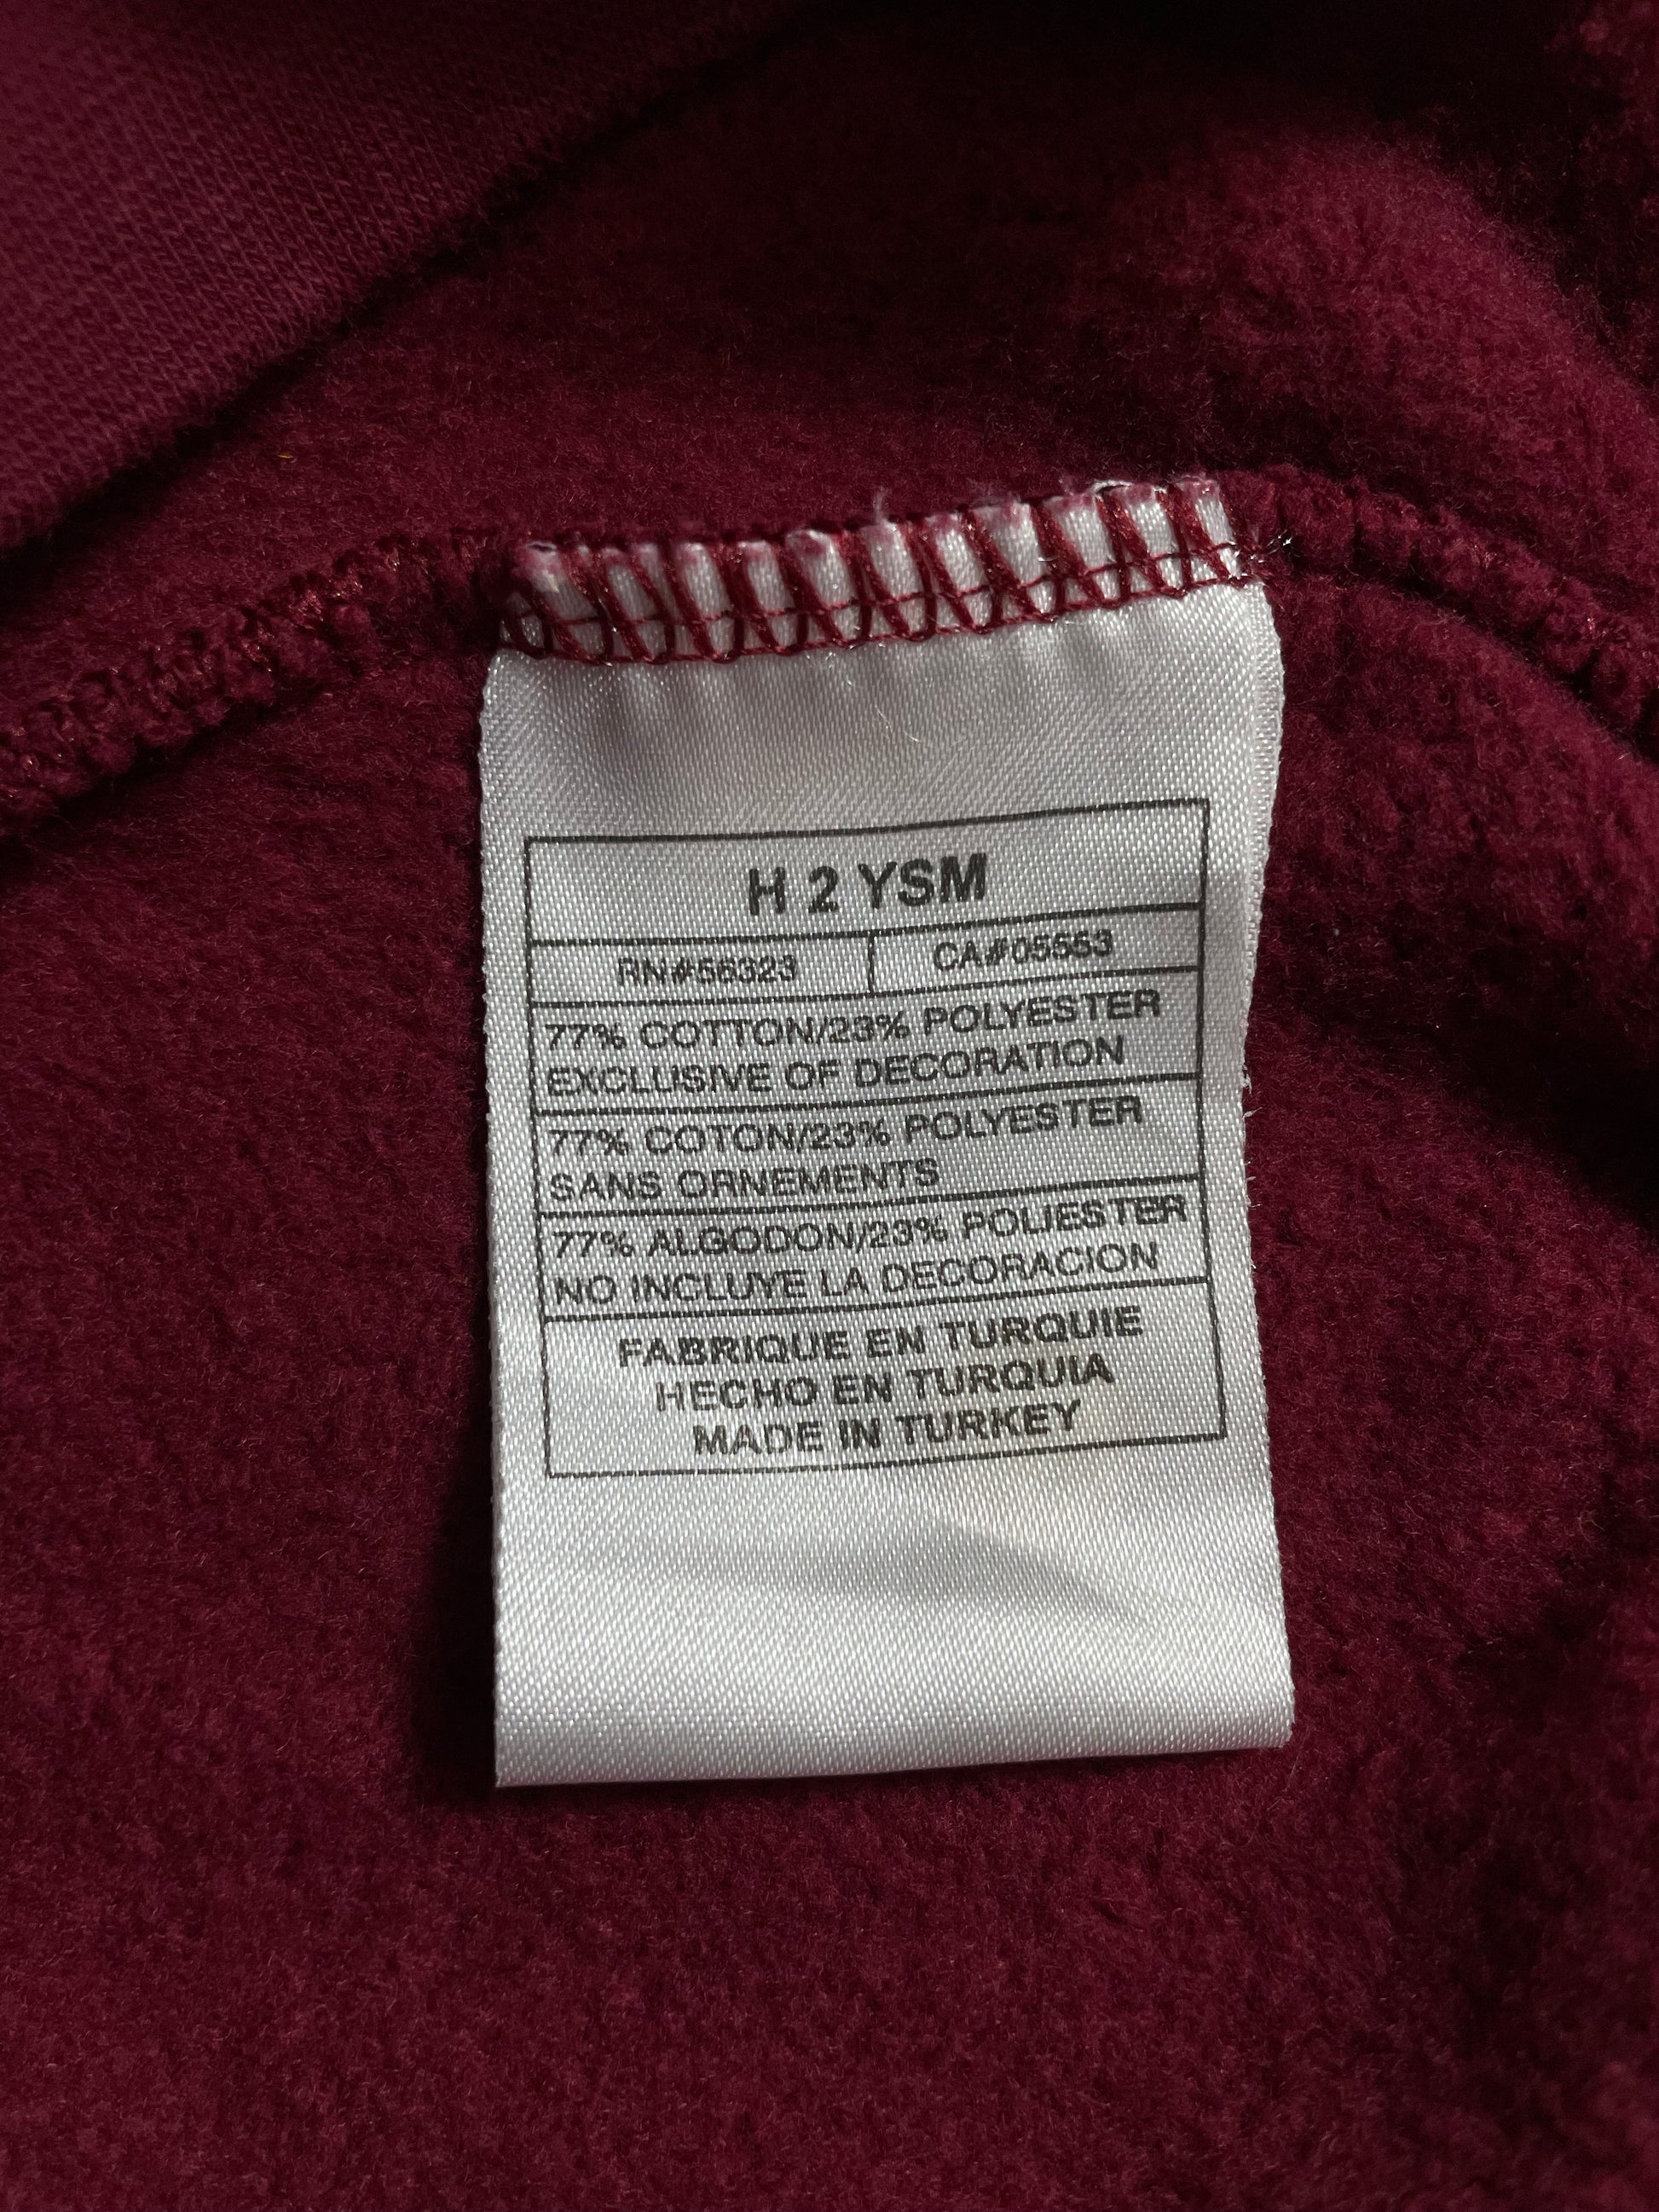 H 2 YSM
RN#56323 CA#05553
77% COTTON/23% POLYESTER
EXCLUSIVE OF DECORATION
77% COTON/23% POLYESTER
SANS ORNEMENTS
77% ALGODON/23% POLIESTER
NO INCLUYE LA DECORACION
FABRIQUE EN TURQUIE
HECHO EN TURQUIA
MADE IN TURKEY